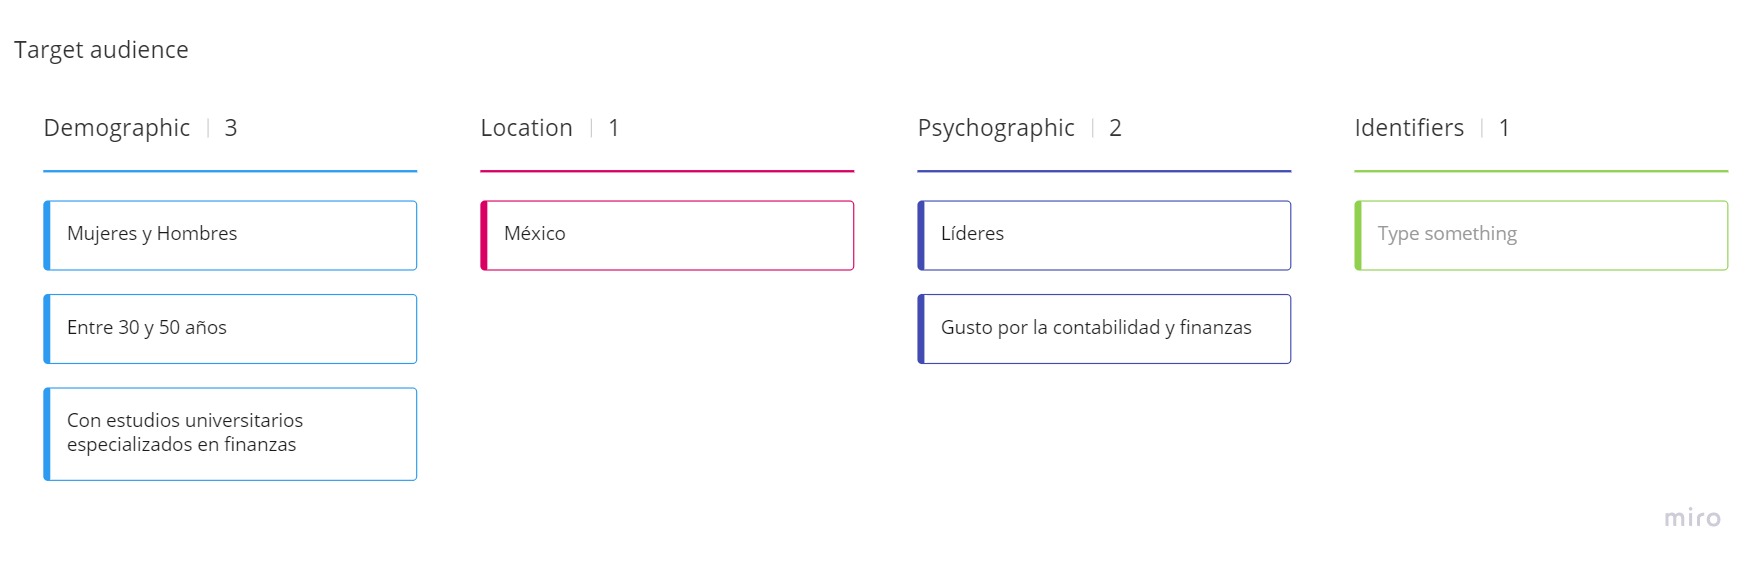 Target audience
Demographic | 3
Mujeres y Hombres
Entre 30 y 50 años
Con estudios universitarios
especializados en finanzas
Location | 1
México
Psychographic | 2
Líderes
Gusto por la contabilidad y finanzas
Identifiers | 1
Type something
miro